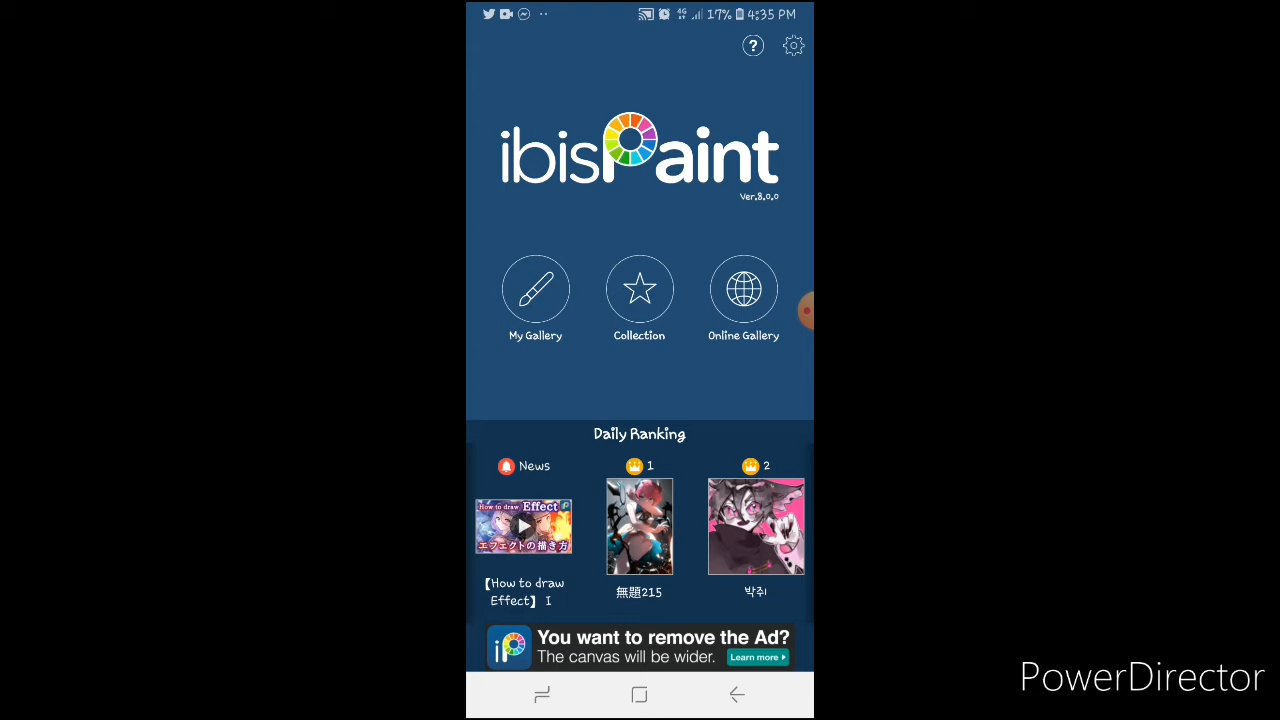 4G 17% 4:35 PM
?
ibisPaint
Ver.8.0.0
My Gallery
Collection
Online Gallery
Daily Ranking
News
1
2
How to draw Effect
エフェクトの描き方
【How to draw
Effect】 I
無題215
박쥐
You want to remove the Ad?
The canvas will be wider.
Learn more
PowerDirector